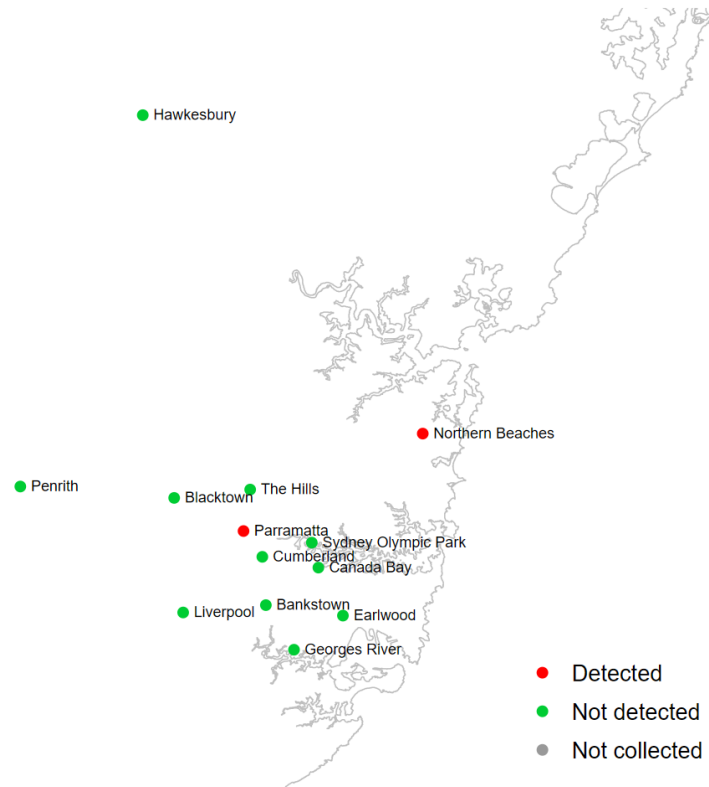 Hawkesbury
Northern Beaches
Penrith
The Hills
Blacktown
Parramatta
Sydney Olympic Park
Cumberland
Canada Bay
Bankstown
Liverpool
Earlwood
Georges River
Detected
Not detected
Not collected